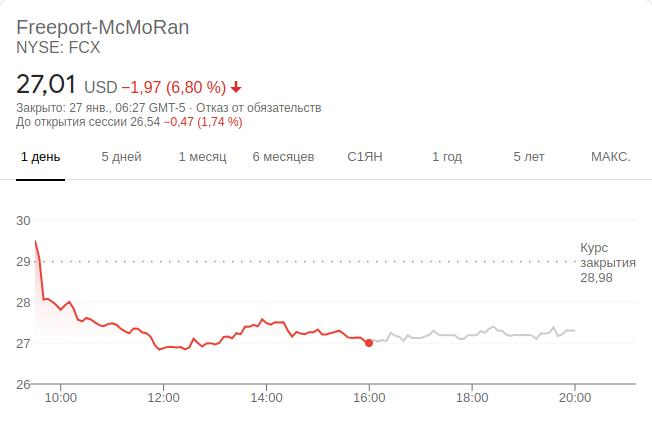 Freeport-McMoRan
NYSE: FCX
27,01 USD −1,97 (6,80 %)
Закрыто: 27 янв., 06:27 GMT-5 · Отказ от обязательств
До открытия сессии 26,54 −0,47 (1,74 %)
1 день 5 дней 1 месяц 6 месяцев С1ЯН 1 год 5 лет МАКС.
30
29
28
27
26
Курс
закрытия
28,98
10:00 12:00 14:00 16:00 18:00 20:00